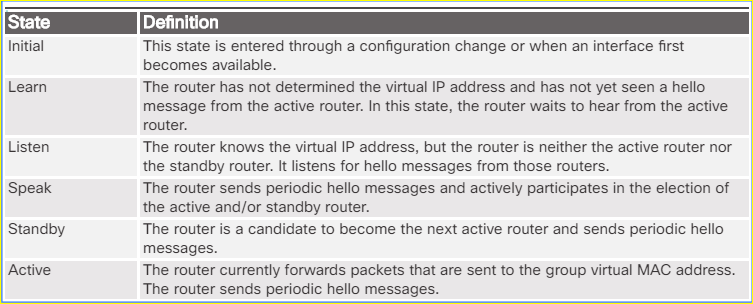 State Definition
Initial This state is entered through a configuration change or when an interface first
becomes available.
Learn The router has not determined the virtual IP address and has not yet seen a hello
message from the active router. In this state, the router waits to hear from the active
router.
Listen The router knows the virtual IP address, but the router is neither the active router nor
the standby router. It listens for hello messages from those routers.
Speak The router sends periodic hello messages and actively participates in the election of
the active and/or standby router.
Standby The router is a candidate to become the next active router and sends periodic hello
messages.
Active The router currently forwards packets that are sent to the group virtual MAC address.
The router sends periodic hello messages.